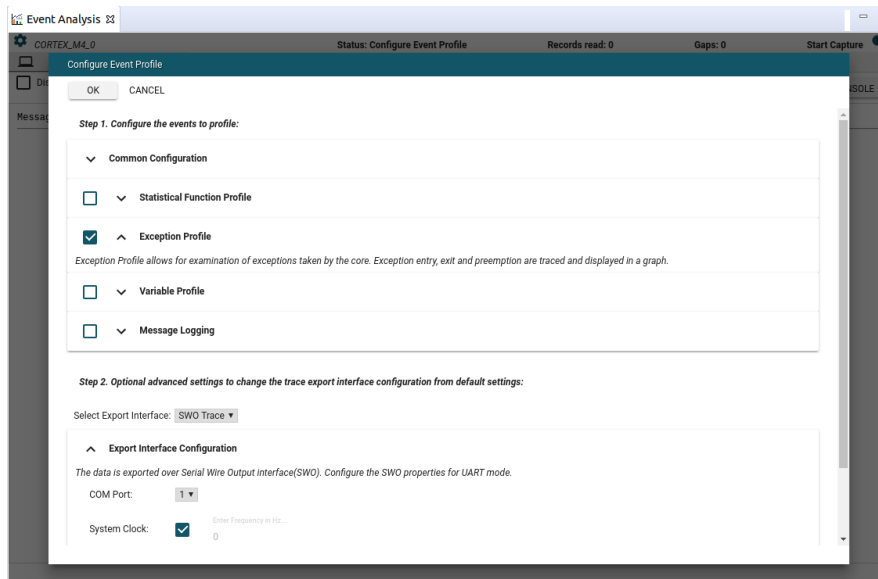 Event Analysis
CORTEX_M4_0 Status: Configure Event Profile Records read: 0 Gaps: 0 Start Capture
Configure Event Profile
OK CANCEL
Step 1. Configure the events to profile:
Common Configuration
Statistical Function Profile
Exception Profile
Exception Profile allows for examination of exceptions taken by the core. Exception entry, exit and preemption are traced and displayed in a graph.
Variable Profile
Message Logging
Step 2. Optional advanced settings to change the trace export interface configuration from default settings:
Select Export Interface: SWO Trace
Export Interface Configuration
The data is exported over Serial Wire Output interface(SWO). Configure the SWO properties for UART mode.
COM Port: 1
System Clock: Enter Frequency in Hz...
0